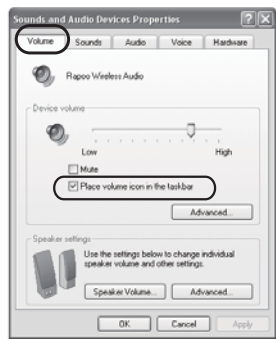 Sounds and Audio Devices Properties
Volume Sounds Audio Voice Hardware
Rapoo Wireless Audio
Device volume
Low High
Mute
Place volume icon in the taskbar
Advanced...
Speaker settings
Use the settings below to change individual
speaker volume and other settings.
Speaker Volume... Advanced...
OK Cancel Apply